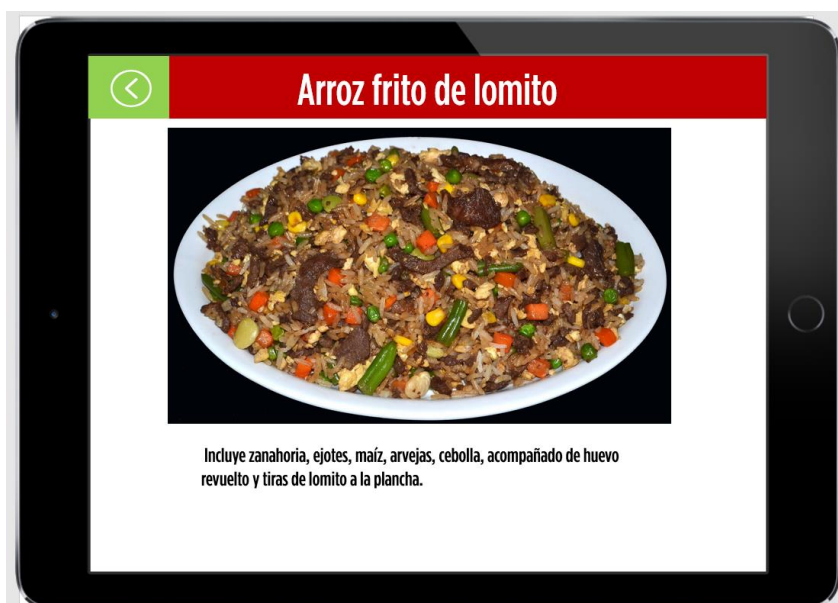 Arroz frito de lomito
Incluye zanahoria, ejotes, maíz, arvejas, cebolla, acompañado de huevo
revuelto y tiras de lomito a la plancha.